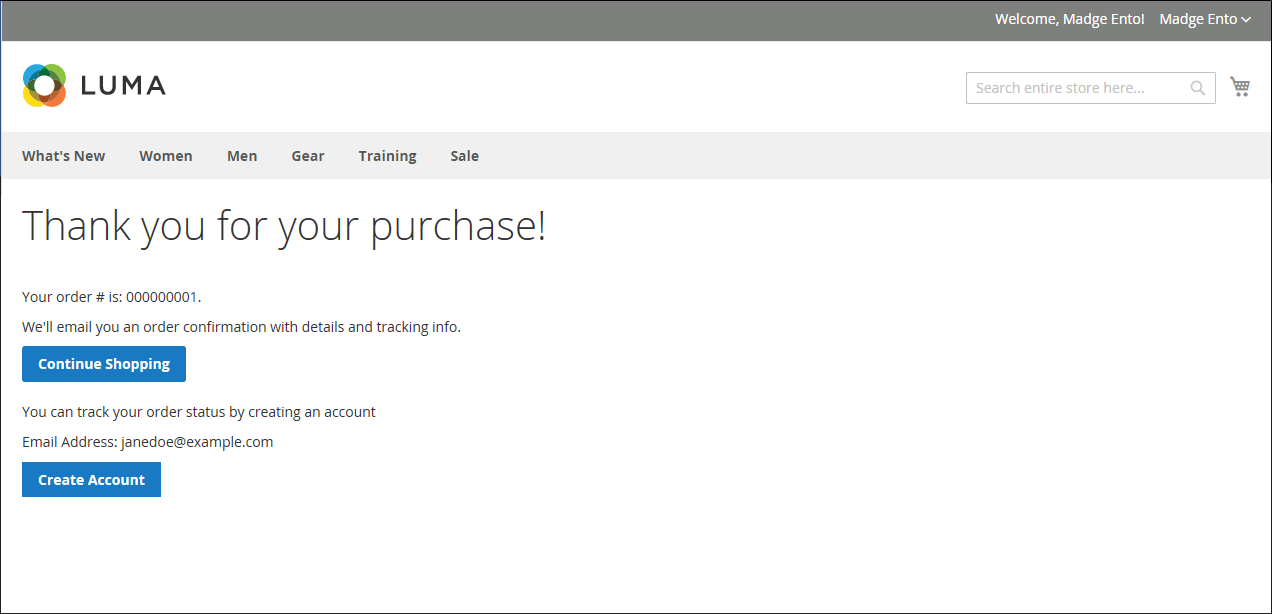 Welcome, Madge Ento! Madge Ento
LUMA
Search entire store here...
What's New Women Men Gear Training Sale
Thank you for your purchase!
Your order # is: 000000001.
We'll email you an order confirmation with details and tracking info.
Continue Shopping
You can track your order status by creating an account
Email Address: janedoe@example.com
Create Account